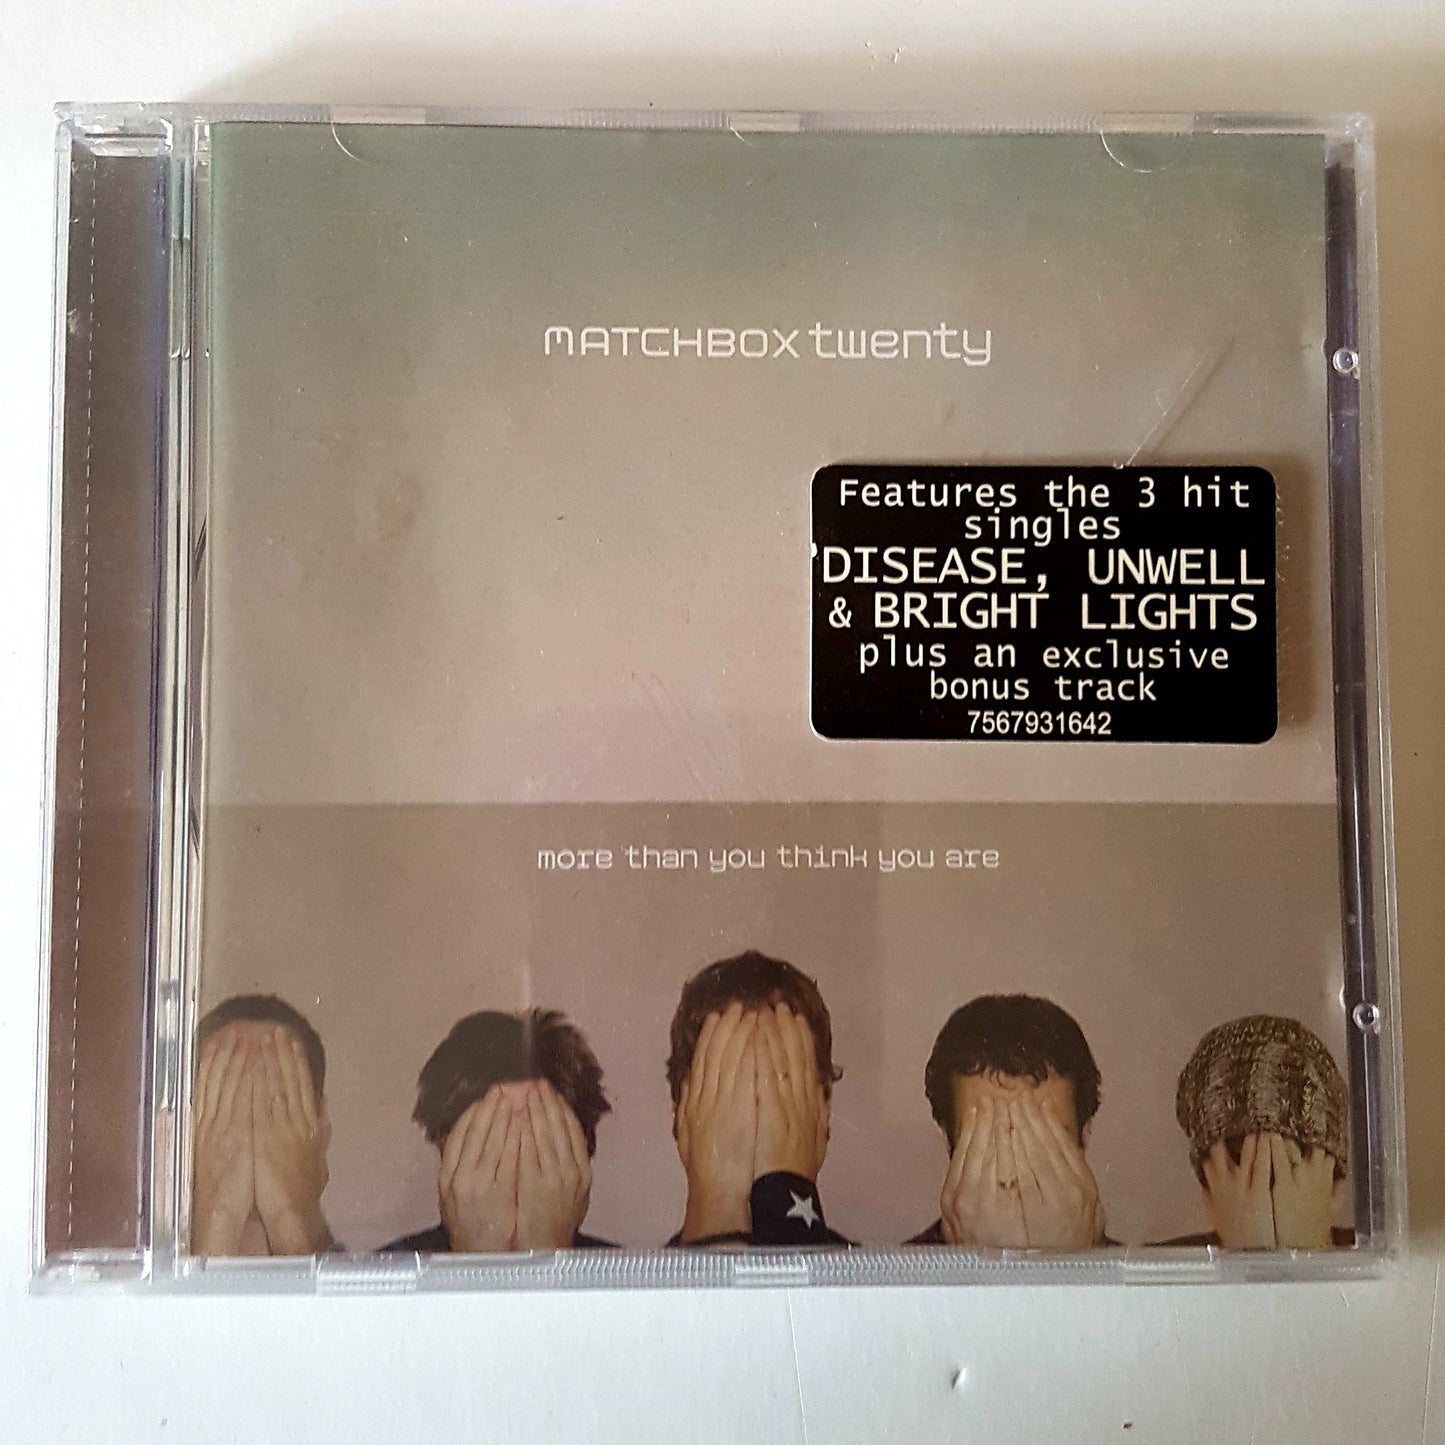 MATCHBOX twenty
Features the 3 hit
singles
'DISEASE, UNWELL
& BRIGHT LIGHTS
plus an exclusive
bonus track
7567931642
more than you think you are